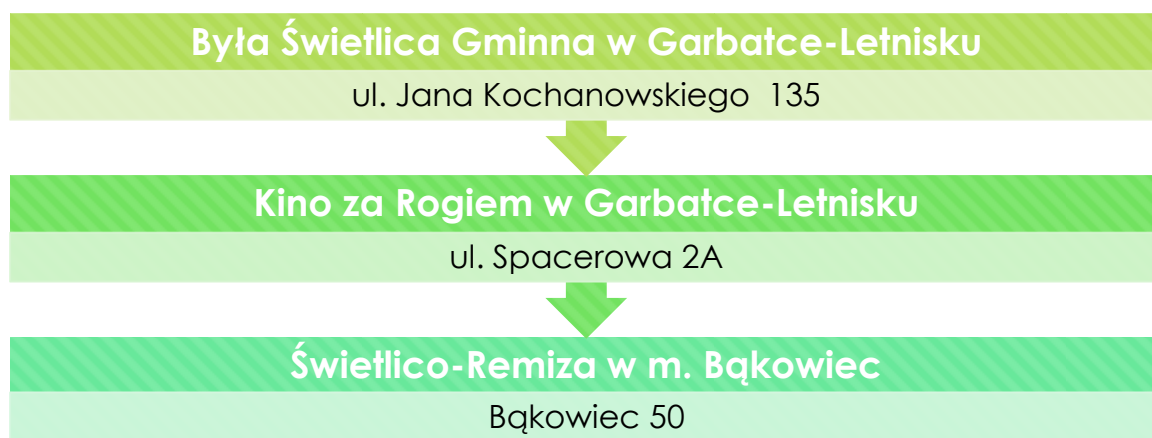 Była Świetlica Gminna w Garbatce-Letnisku
ul. Jana Kochanowskiego 135
Kino za Rogiem w Garbatce-Letnisku
ul. Spacerowa 2A
Świetlico-Remiza w m. Bąkowiec
Bąkowiec 50